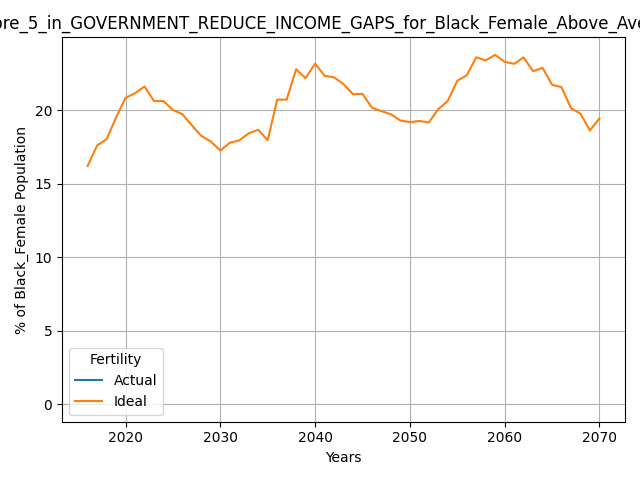 ore_5_in_GOVERNMENT_REDUCE_INCOME_GAPS_for_Black_Female_Above_Ave
% of Black_Female Population
20
15
10
5
0
Fertility
Actual
Ideal
2020 2030 2040 2050 2060 2070
Years